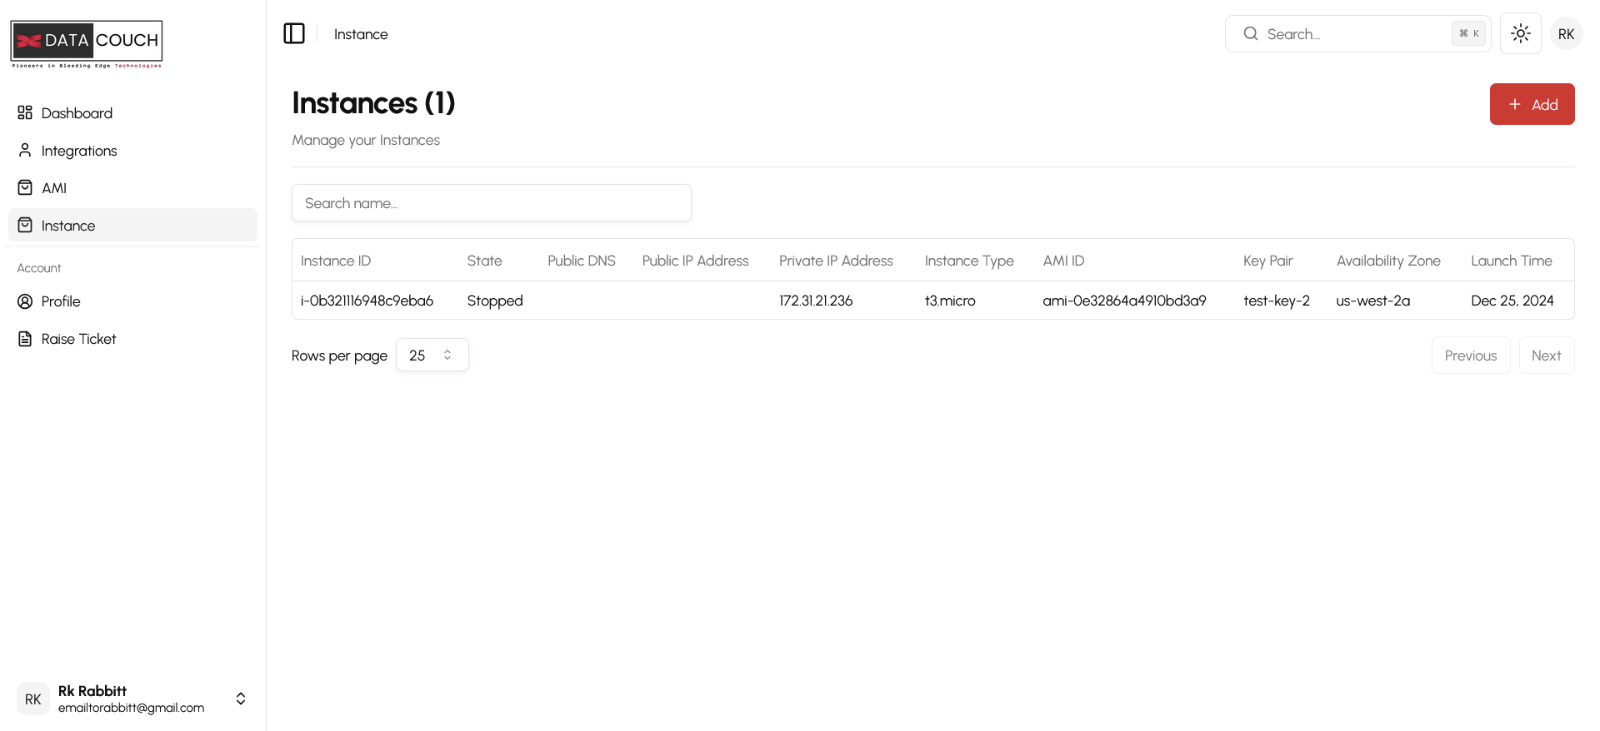 DATA COUCH
Pioneers in Bleeding Edge Technologies
Dashboard
Integrations
AMI
Instance
Account
Profile
Raise Ticket
RK
Rk Rabbitt
emailtorabbitt@gmail.com
Instance
Search...
⌘ K
RK
Instances (1)
Manage your Instances
+ Add
Search name...
Instance ID State Public DNS Public IP Address Private IP Address Instance Type AMI ID Key Pair Availability Zone Launch Time
i-0b321116948c9eba6 Stopped 172.31.21.236 t3.micro ami-0e32864a4910bd3a9 test-key-2 us-west-2a Dec 25, 2024
Rows per page 25 Previous Next